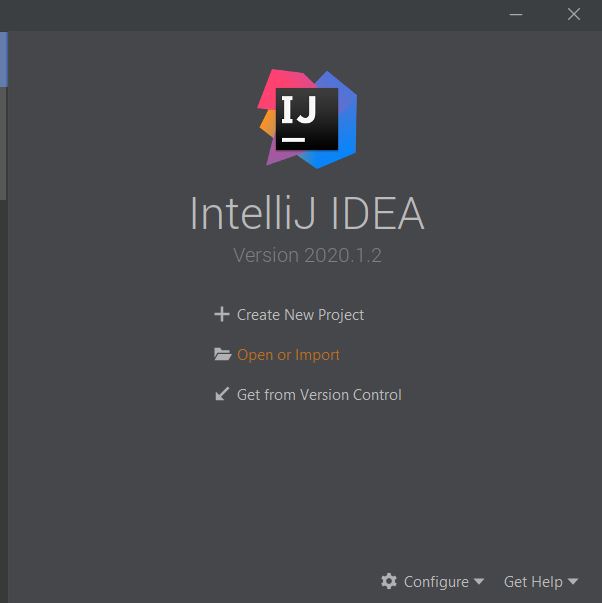 IJ
IntelliJ IDEA
Version 2020.1.2
Create New Project
Open or Import
Get from Version Control
Configure Get Help